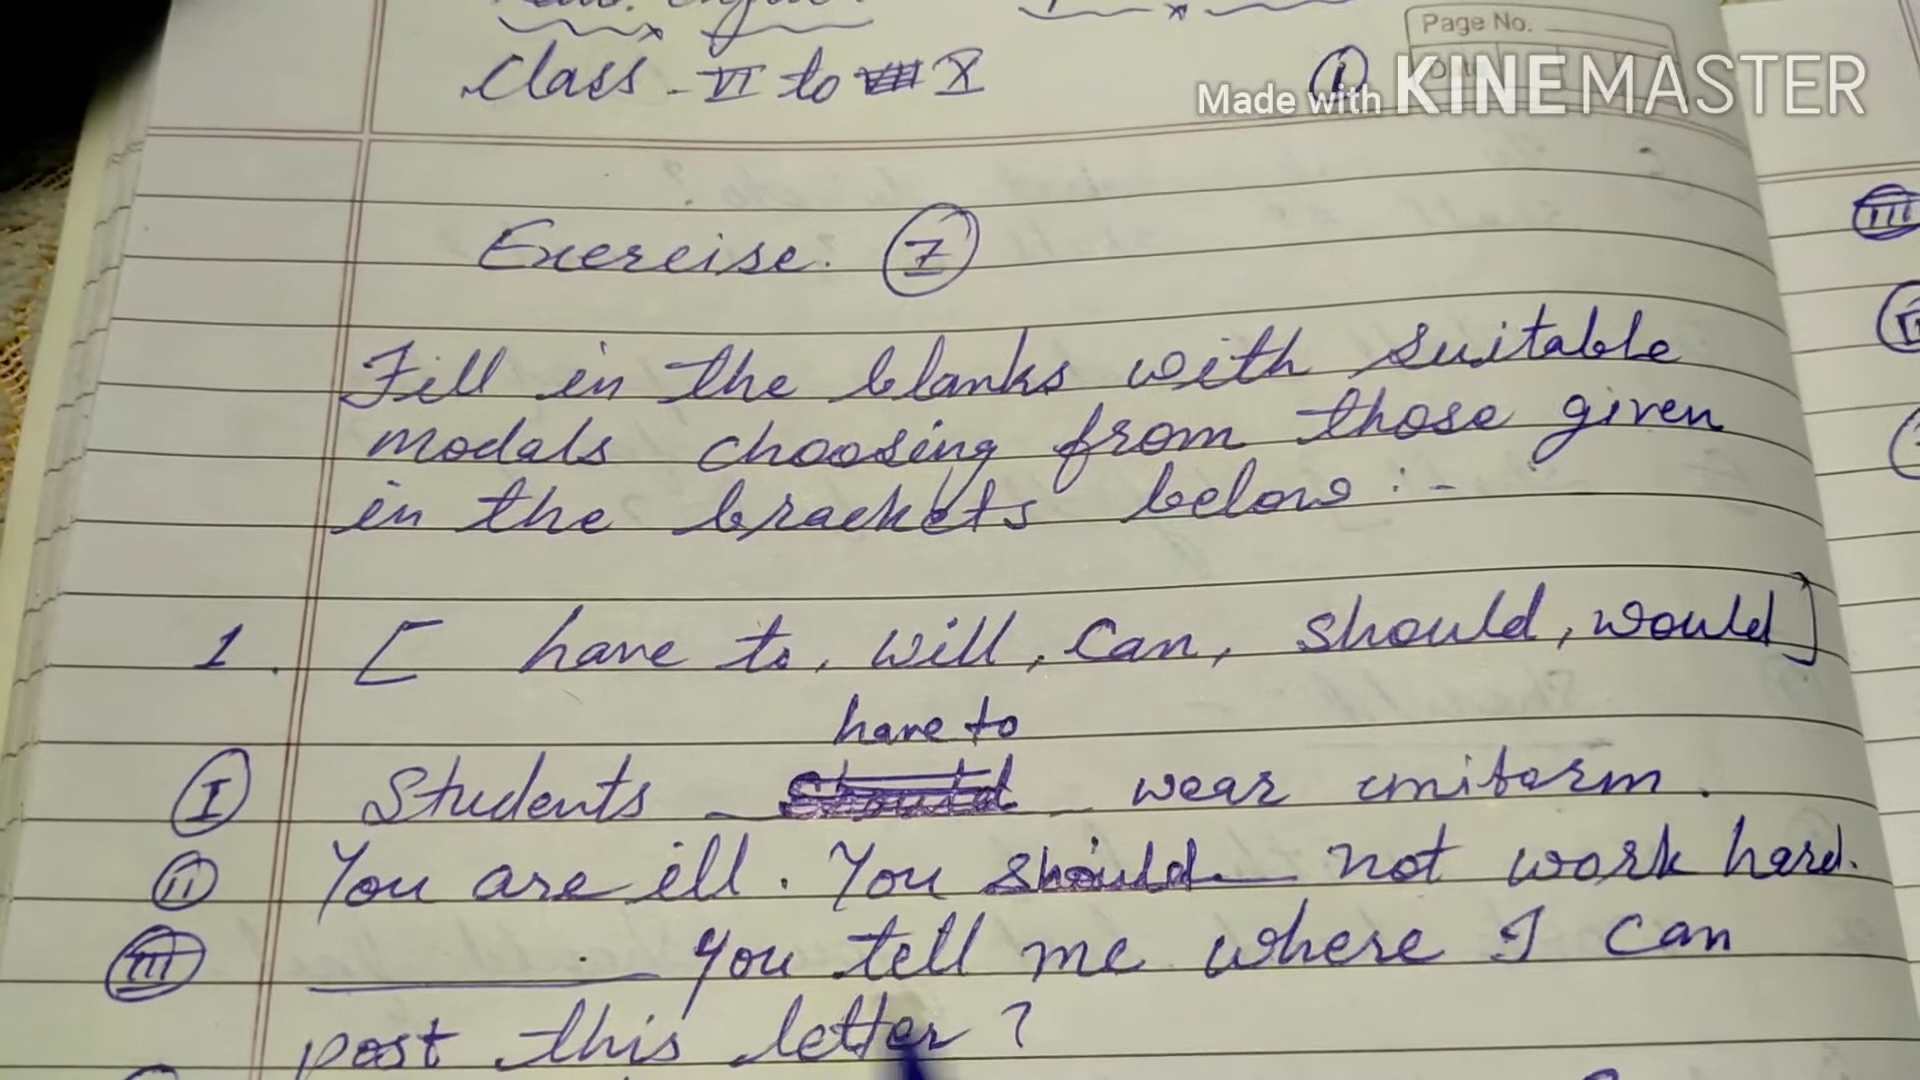 Class - VI to X
Page No.
Made with KINEMASTER
Exercise. 7
Fill in the blanks with suitable
modals choosing from those given
in the brackets below :-
1. [ have to, will, can, should, would ]
have to
I Students should wear uniform.
II You are ill. You should not work hard.
III ______ you tell me where I can
post this letter ?